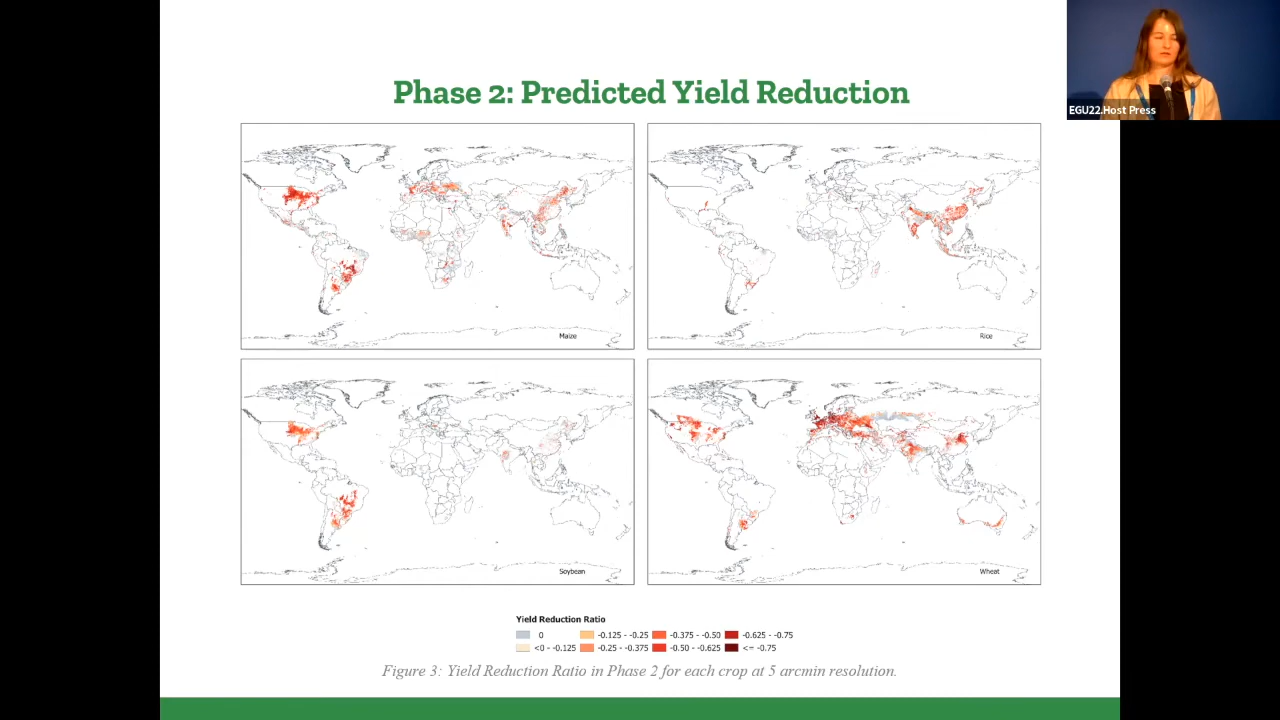 Phase 2: Predicted Yield Reduction
EGU22.Host Press
Maize
Rice
Soybean
Wheat
Yield Reduction Ratio
0
-0.125 - -0.25
-0.375 - -0.50
-0.625 - -0.75
<0 - -0.125
-0.25 - -0.375
-0.50 - -0.625
<= -0.75
Figure 3: Yield Reduction Ratio in Phase 2 for each crop at 5 arcmin resolution.